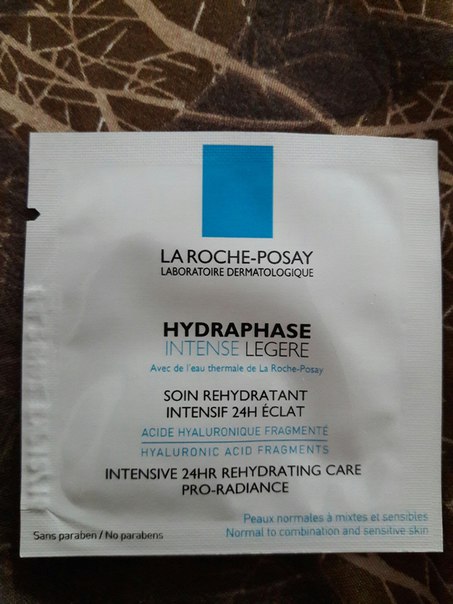 LA ROCHE-POSAY
LABORATOIRE DERMATOLOGIQUE
HYDRAPHASE
INTENSE LEGERE
Avec de l'eau thermale de La Roche-Posay
SOIN REHYDRATANT
INTENSIF 24H ÉCLAT
ACIDE HYALURONIQUE FRAGMENTÉ
HYALURONIC ACID FRAGMENTS
INTENSIVE 24HR REHYDRATING CARE
PRO-RADIANCE
Peaux normales à mixtes et sensibles
Normal to combination and sensitive skin
Sans paraben / No parabens